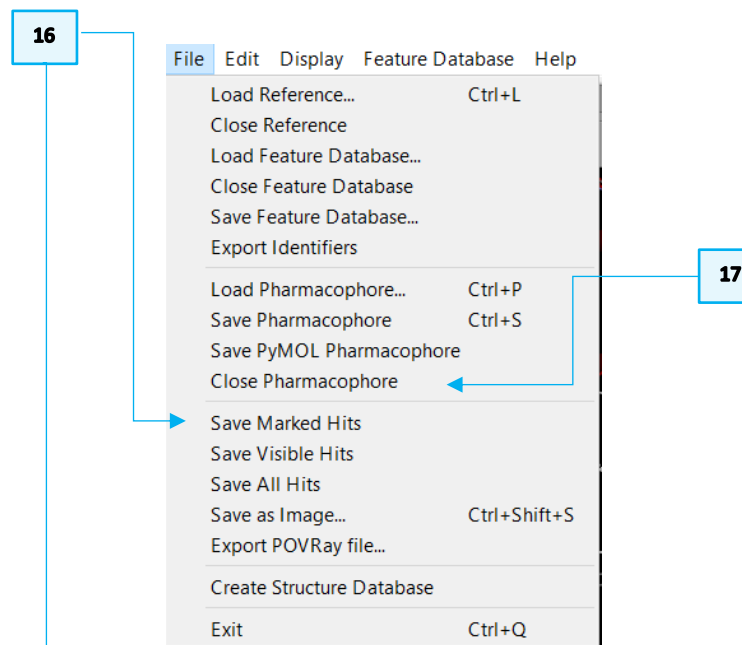 16
File Edit Display Feature Database Help
Load Reference... Ctrl+L
Close Reference
Load Feature Database...
Close Feature Database
Save Feature Database...
Export Identifiers
17
Load Pharmacophore... Ctrl+P
Save Pharmacophore Ctrl+S
Save PyMOL Pharmacophore
Close Pharmacophore
Save Marked Hits
Save Visible Hits
Save All Hits
Save as Image... Ctrl+Shift+S
Export POVRay file...
Create Structure Database
Exit Ctrl+Q